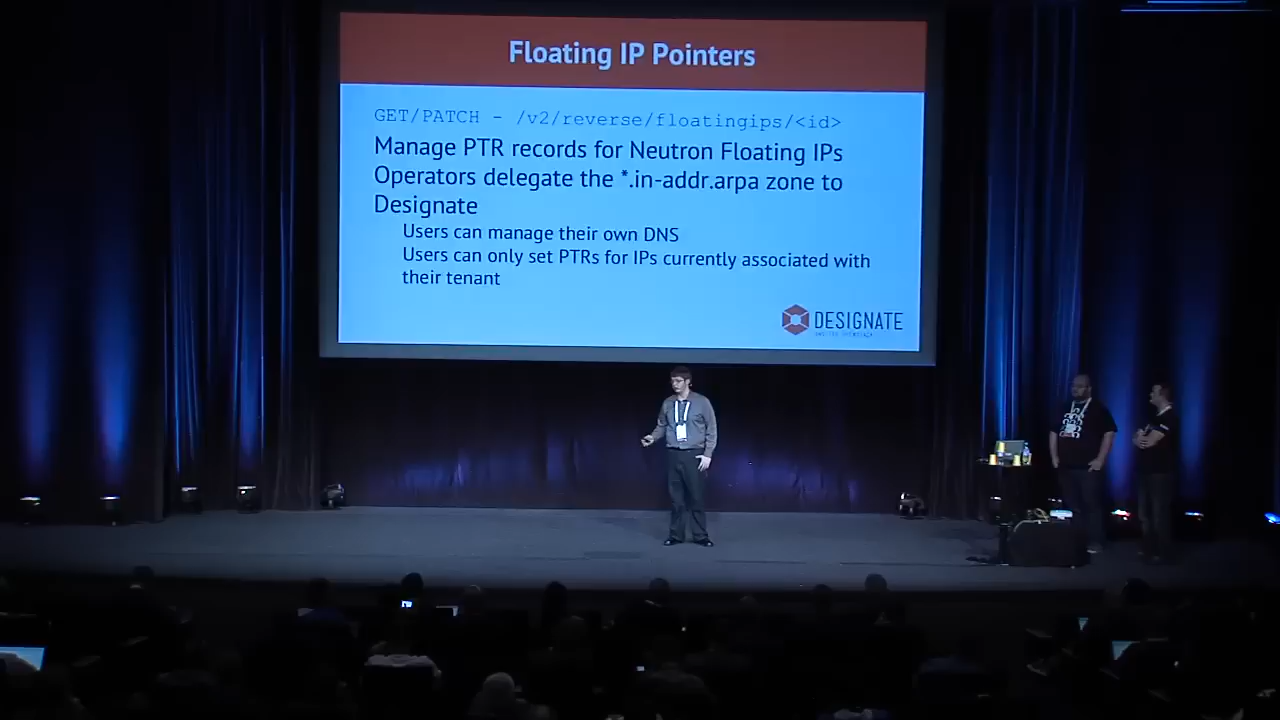 Floating IP Pointers
GET/PATCH - /v2/reverse/floatingips/<id>
Manage PTR records for Neutron Floating IPs
Operators delegate the *.in-addr.arpa zone to
Designate
Users can manage their own DNS
Users can only set PTRs for IPs currently associated with
their tenant
DESIGNATE